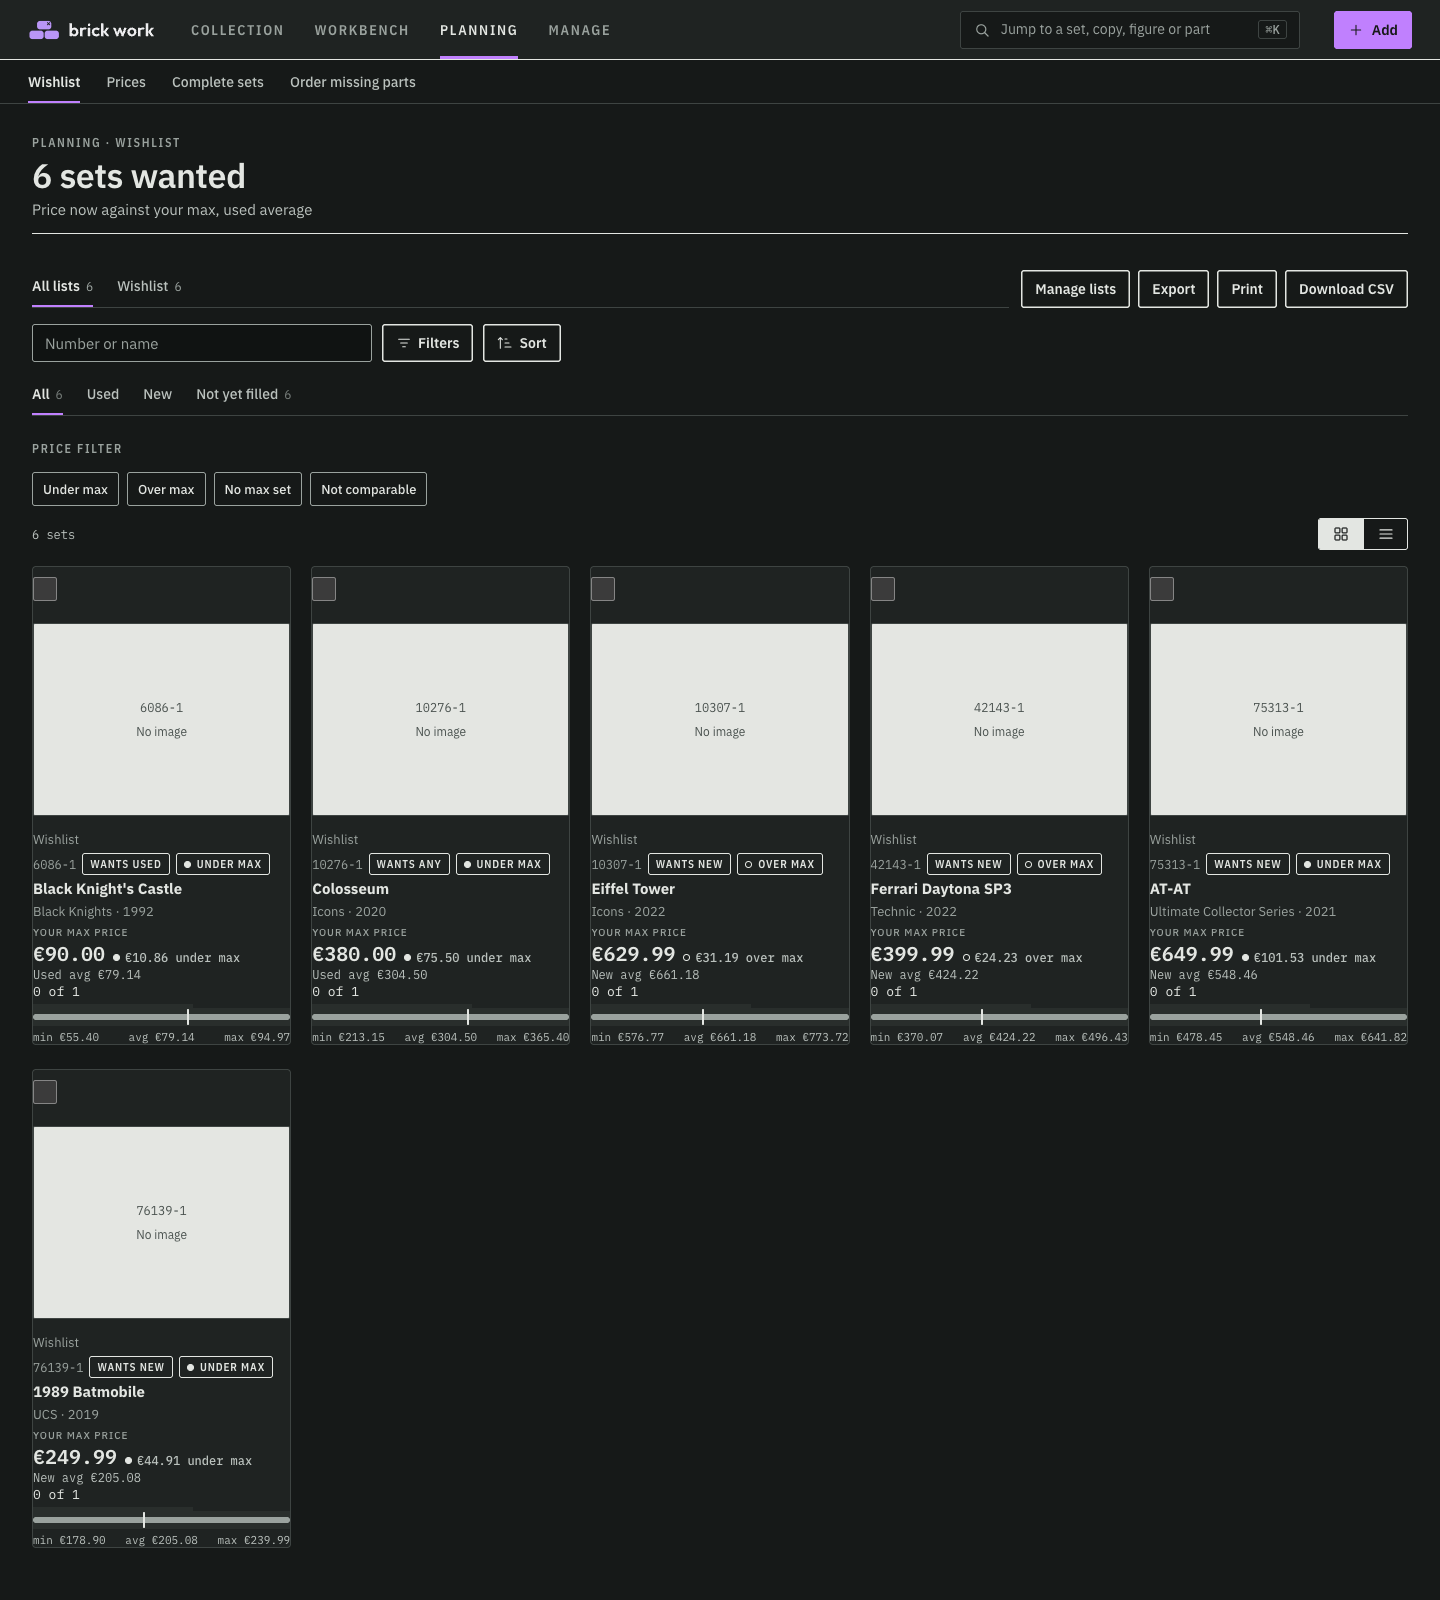 brick work
COLLECTION
WORKBENCH
PLANNING
MANAGE
Jump to a set, copy, figure or part
⌘K
Add
Wishlist
Prices
Complete sets
Order missing parts
PLANNING · WISHLIST
6 sets wanted
Price now against your max, used average
All lists 6
Wishlist 6
Manage lists
Export
Print
Download CSV
Number or name
Filters
Sort
All 6
Used
New
Not yet filled 6
PRICE FILTER
Under max
Over max
No max set
Not comparable
6 sets
6086-1
No image
Wishlist
6086-1 WANTS USED UNDER MAX
Black Knight's Castle
Black Knights · 1992
YOUR MAX PRICE
€90.00 €10.86 under max
Used avg €79.14
0 of 1
min €55.40 avg €79.14 max €94.97
10276-1
No image
Wishlist
10276-1 WANTS ANY UNDER MAX
Colosseum
Icons · 2020
YOUR MAX PRICE
€380.00 €75.50 under max
Used avg €304.50
0 of 1
min €213.15 avg €304.50 max €365.40
10307-1
No image
Wishlist
10307-1 WANTS NEW OVER MAX
Eiffel Tower
Icons · 2022
YOUR MAX PRICE
€629.99 €31.19 over max
New avg €661.18
0 of 1
min €576.77 avg €661.18 max €773.72
42143-1
No image
Wishlist
42143-1 WANTS NEW OVER MAX
Ferrari Daytona SP3
Technic · 2022
YOUR MAX PRICE
€399.99 €24.23 over max
New avg €424.22
0 of 1
min €370.07 avg €424.22 max €496.43
75313-1
No image
Wishlist
75313-1 WANTS NEW UNDER MAX
AT-AT
Ultimate Collector Series · 2021
YOUR MAX PRICE
€649.99 €101.53 under max
New avg €548.46
0 of 1
min €478.45 avg €548.46 max €641.82
76139-1
No image
Wishlist
76139-1 WANTS NEW UNDER MAX
1989 Batmobile
UCS · 2019
YOUR MAX PRICE
€249.99 €44.91 under max
New avg €205.08
0 of 1
min €178.90 avg €205.08 max €239.99